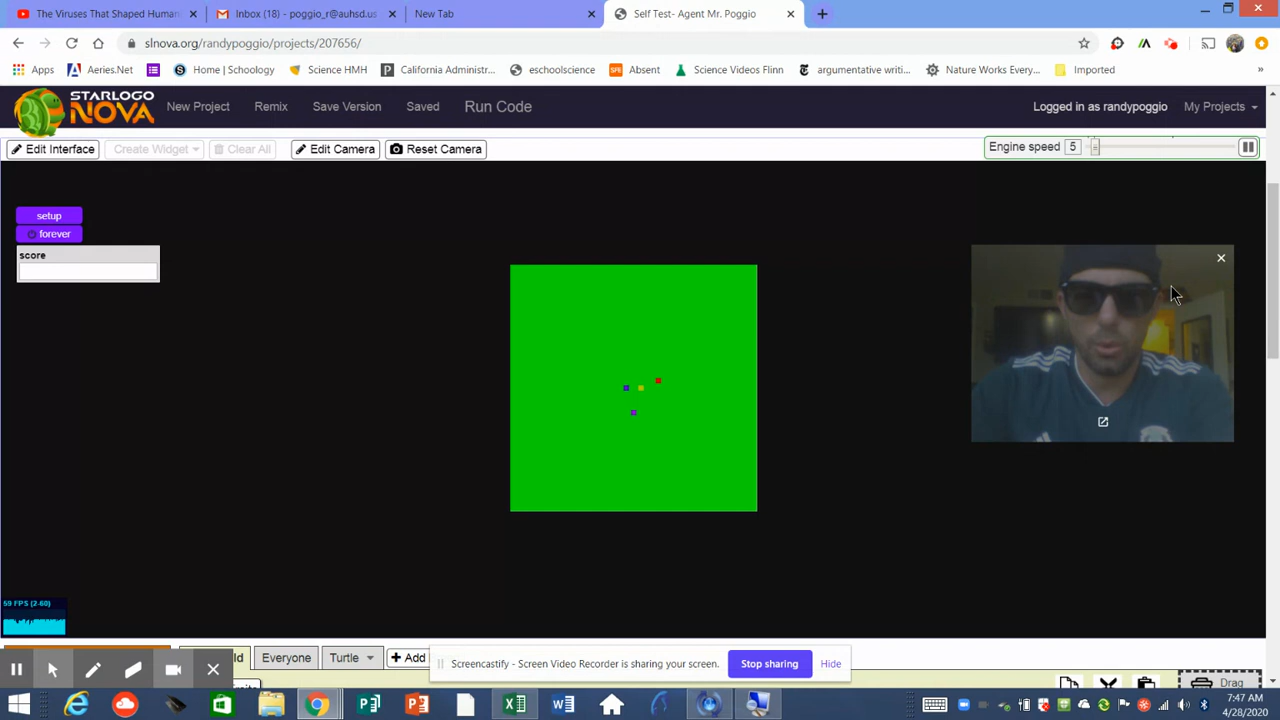 The Viruses That Shaped Human
Inbox (18) - poggio_r@auhsd.us
New Tab
Self Test- Agent Mr. Poggio
slnova.org/randypoggio/projects/207656/
Apps
Aeries.Net
Home | Schoology
Science HMH
California Administr...
eschoolscience
Absent
Science Videos Flinn
argumentative writi...
Nature Works Every...
Imported
STARLOGO
NOVA
New Project
Remix
Save Version
Saved
Run Code
Logged in as randypoggio
My Projects
Edit Interface
Create Widget
Clear All
Edit Camera
Reset Camera
Engine speed 5
setup
forever
score
59 FPS (2-60)
Everyone
Turtle
+ Add
Screencastify - Screen Video Recorder is sharing your screen.
Stop sharing
Hide
Drag
7:47 AM
4/28/2020